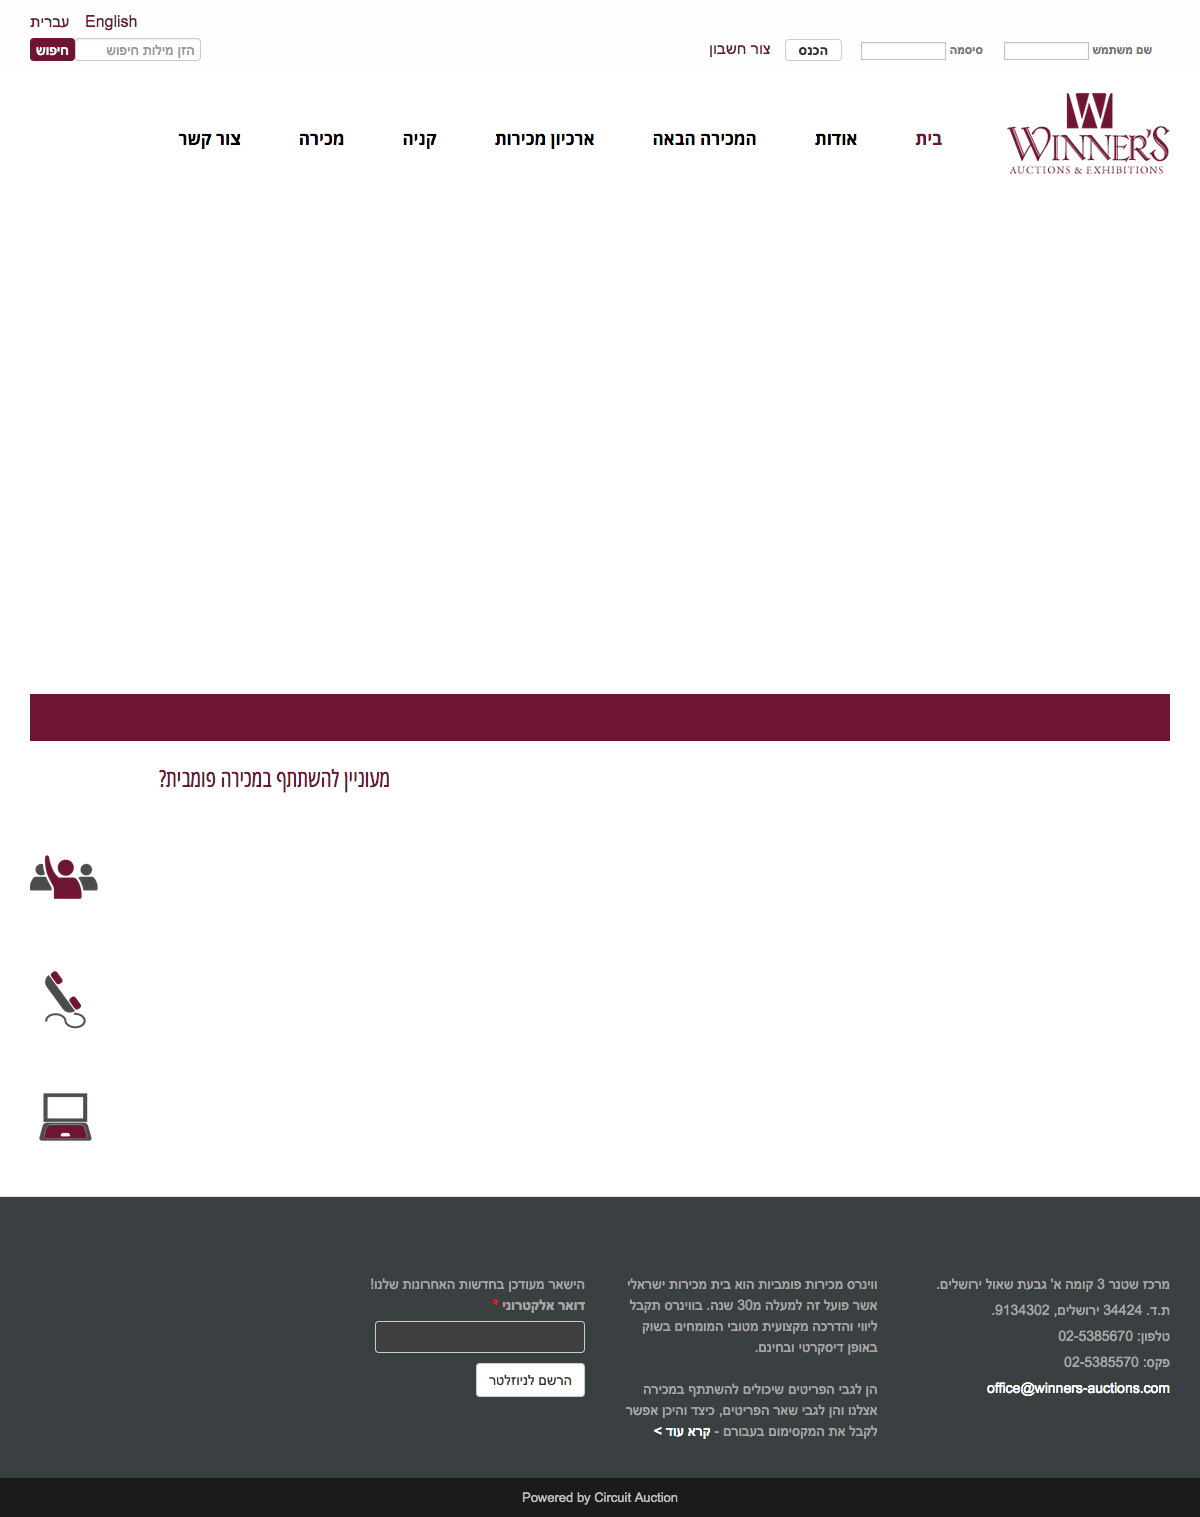 עברית English
הזן מילות חיפוש חיפוש
שם משתמש סיסמה הכנס צור חשבון
WINNER'S
AUCTIONS & EXHIBITIONS
בית אודות המכירה הבאה ארכיון מכירות קניה מכירה צור קשר
מעוניין להשתתף במכירה פומבית?
מרכז שטנר 3 קומה א' גבעת שאול ירושלים.
ת.ד. 34424 ירושלים, 9134302.
טלפון: 02-5385670
פקס: 02-5385570
office@winners-auctions.com
ווינרס מכירות פומביות הוא בית מכירות ישראלי
אשר פועל זה למעלה מ30 שנה. בווינרס תקבל
ליווי והדרכה מקצועית מטובי המומחים בשוק
באופן דיסקרטי ובחינם.
הן לגבי הפריטים שיכולים להשתתף במכירה
אצלנו והן לגבי שאר הפריטים, כיצד והיכן אפשר
לקבל את המקסימום בעבורם - קרא עוד >
הישאר מעודכן בחדשות האחרונות שלנו!
דואר אלקטרוני *
הרשם לניוזלטר
Powered by Circuit Auction